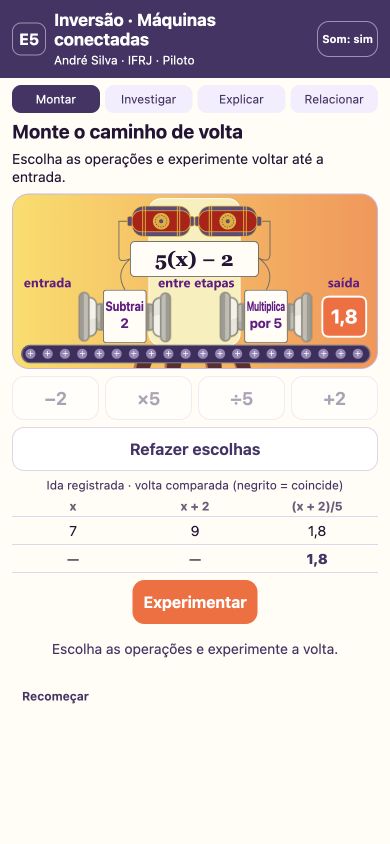 E5
Inversão · Máquinas
conectadas
André Silva · IFRJ · Piloto
Som: sim
Montar
Investigar
Explicar
Relacionar
Monte o caminho de volta
Escolha as operações e experimente voltar até a
entrada.
5(x) − 2
entrada
entre etapas
saída
Subtrai
2
Multiplica
por 5
1,8
−2
×5
÷5
+2
Refazer escolhas
Ida registrada · volta comparada (negrito = coincide)
x x + 2 (x + 2)/5
7 9 1,8
— — 1,8
Experimentar
Escolha as operações e experimente a volta.
Recomeçar